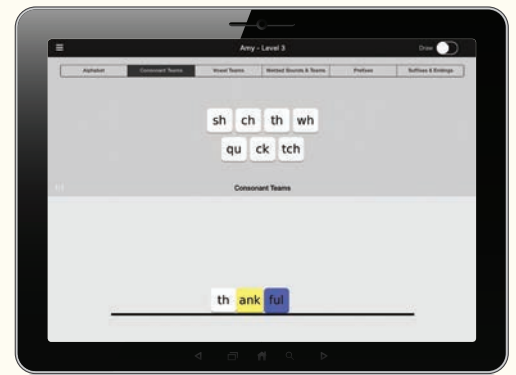 Amy - Level 3
Draw
Alphabet
Consonant Teams
Vowel Teams
Welded Sounds & Teams
Prefixes
Suffixes & Endings
sh ch th wh
qu ck tch
Consonant Teams
th ank ful